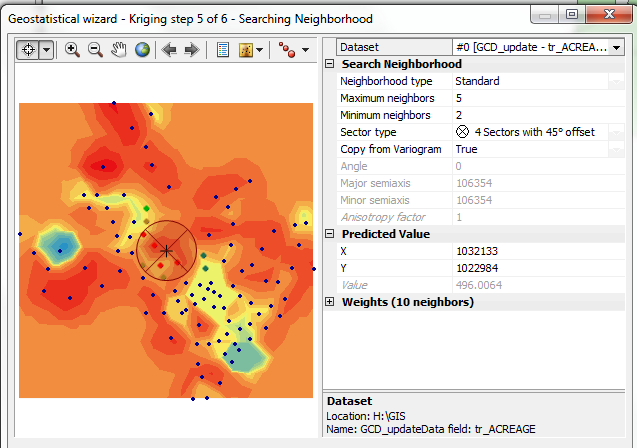 Geostatistical wizard - Kriging step 5 of 6 - Searching Neighborhood
Dataset #0 [GCD_update - tr_ACREA...
Search Neighborhood
Neighborhood type Standard
Maximum neighbors 5
Minimum neighbors 2
Sector type 4 Sectors with 45° offset
Copy from Variogram True
Angle 0
Major semiaxis 106354
Minor semiaxis 106354
Anisotropy factor 1
Predicted Value
X 1032133
Y 1022984
Value 496.0064
Weights (10 neighbors)
Dataset
Location: H:\GIS
Name: GCD_updateData field: tr_ACREAGE